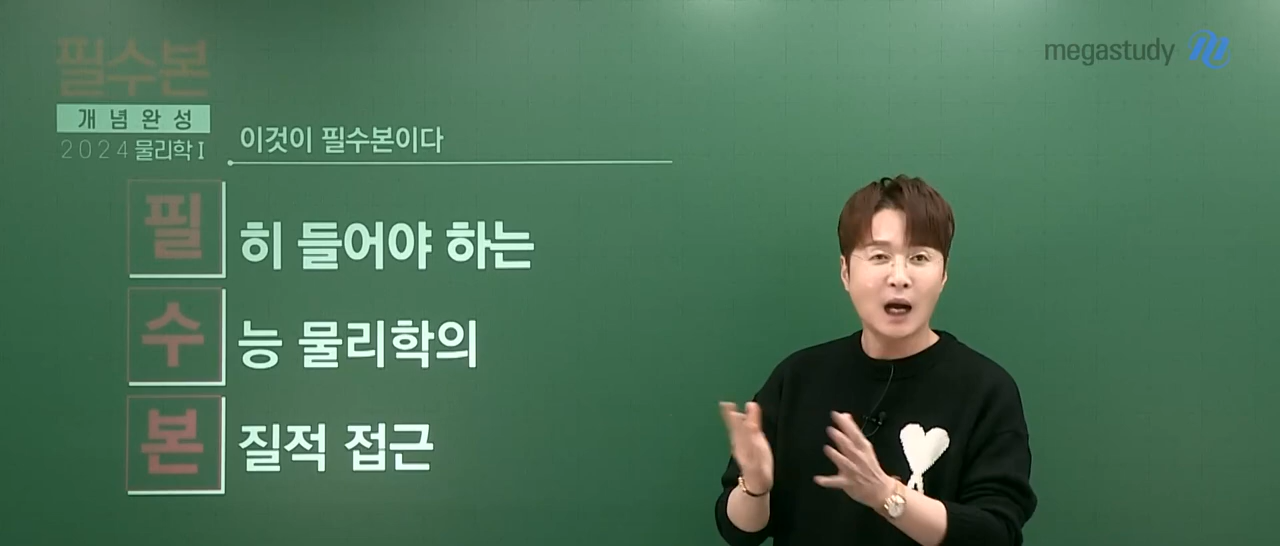 필수본
megastudy
개념완성
2024 물리학 I
이것이 필수본이다
필히 들어야 하는
수능 물리학의
본질적 접근